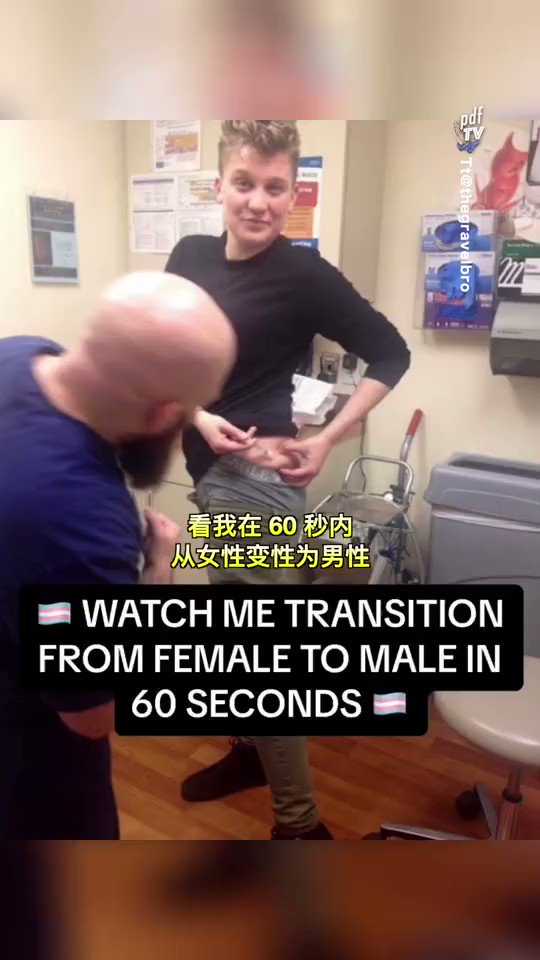 pdf
TV
Tt@thegravelbro
看我在 60 秒内
从女性变性为男性
🏳️‍⚧️ WATCH ME TRANSITION
FROM FEMALE TO MALE IN
60 SECONDS 🏳️‍⚧️